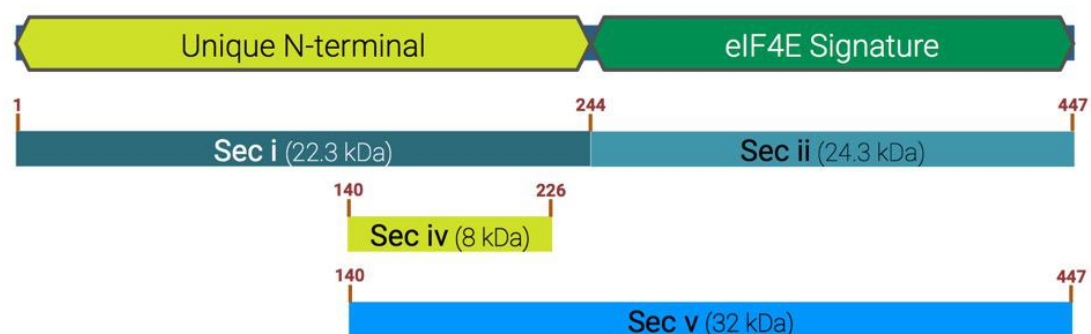 Unique N-terminal eIF4E Signature
1 244 447
Sec i (22.3 kDa) Sec ii (24.3 kDa)
140 226
Sec iv (8 kDa)
140 447
Sec v (32 kDa)